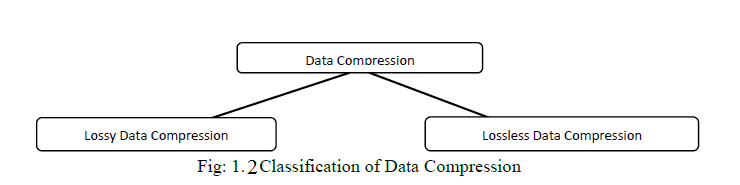 Data Compression
Lossy Data Compression
Lossless Data Compression
Fig: 1.2 Classification of Data Compression